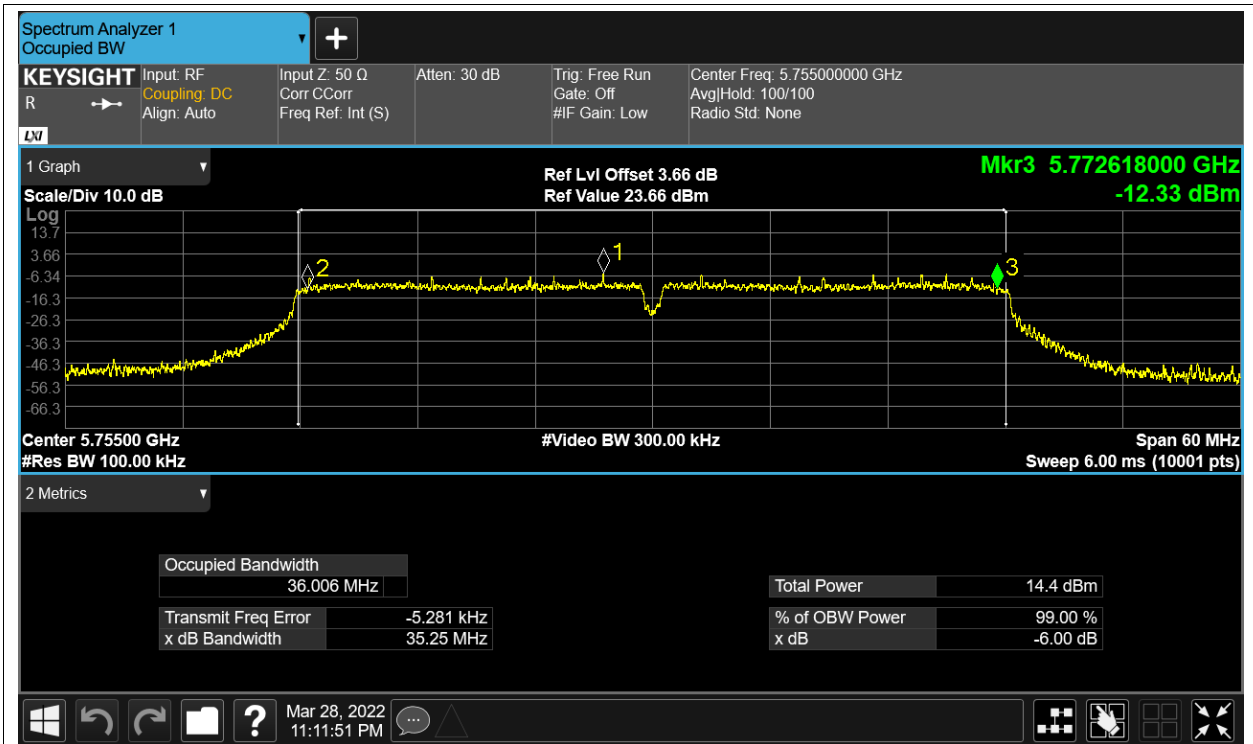 Spectrum Analyzer 1
Occupied BW
▼
+
KEYSIGHT
R
LXI
Input: RF
Coupling: DC
Align: Auto
Input Z: 50 Ω
Corr CCorr
Freq Ref: Int (S)
Atten: 30 dB
Trig: Free Run
Gate: Off
#IF Gain: Low
Center Freq: 5.755000000 GHz
Avg|Hold: 100/100
Radio Std: None
1 Graph ▼
Ref Lvl Offset 3.66 dB
Mkr3 5.772618000 GHz
Scale/Div 10.0 dB
Ref Value 23.66 dBm
-12.33 dBm
Log
13.7
3.66
-6.34
-16.3
-26.3
-36.3
-46.3
-56.3
-66.3
2
1
3
Center 5.75500 GHz
#Video BW 300.00 kHz
Span 60 MHz
#Res BW 100.00 kHz
Sweep 6.00 ms (10001 pts)
2 Metrics ▼
Occupied Bandwidth
36.006 MHz
Transmit Freq Error -5.281 kHz
x dB Bandwidth 35.25 MHz
Total Power 14.4 dBm
% of OBW Power 99.00 %
x dB -6.00 dB
?
Mar 28, 2022
11:11:51 PM